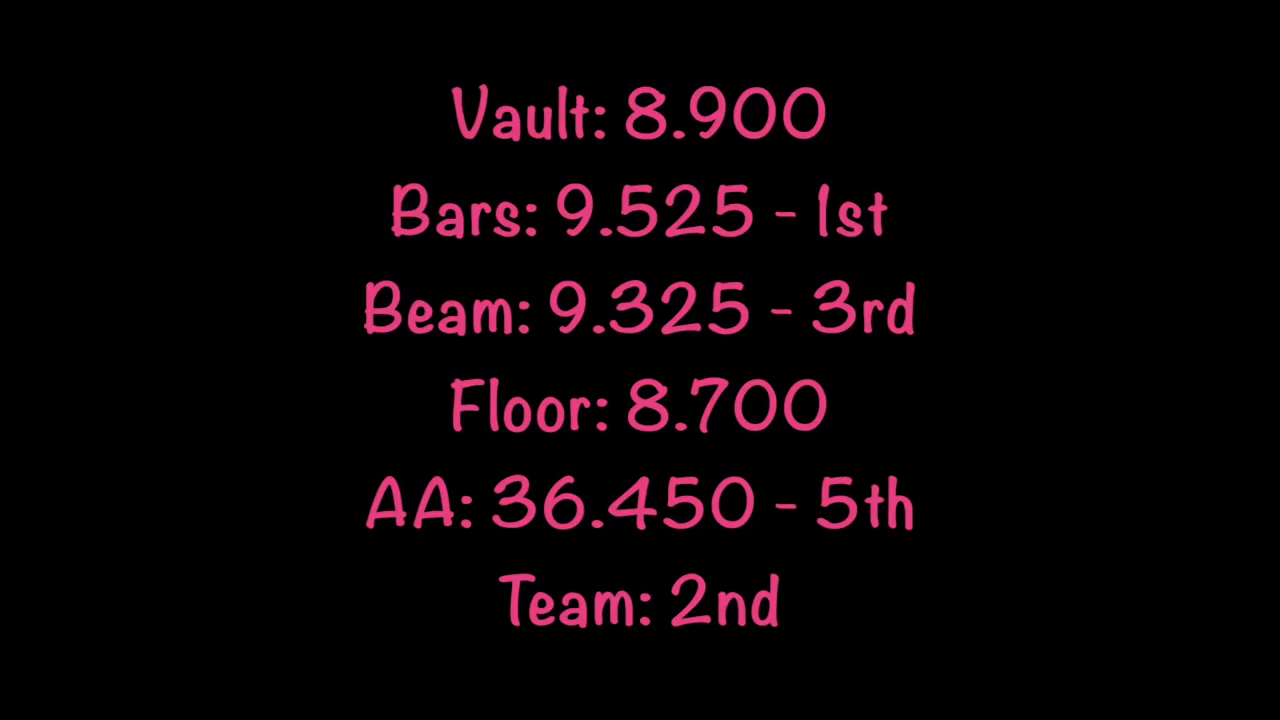 Vault: 8.900
Bars: 9.525 - 1st
Beam: 9.325 - 3rd
Floor: 8.700
AA: 36.450 - 5th
Team: 2nd